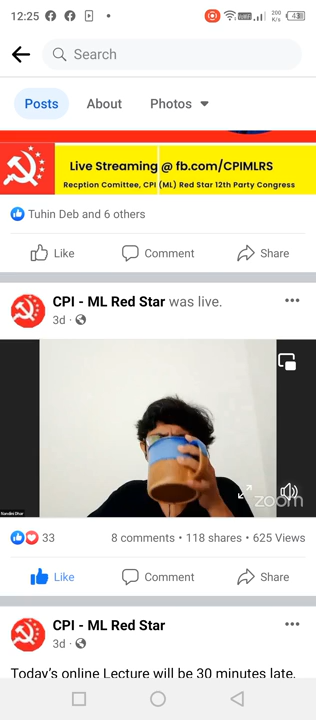 12:25
200
K/s
43
Search
Posts
About
Photos
Live Streaming @ fb.com/CPIMLRS
Recption Comittee, CPI (ML) Red Star 12th Party Congress
Tuhin Deb and 6 others
Like
Comment
Share
CPI - ML Red Star was live.
3d
zoom
33
8 comments • 118 shares • 625 Views
Like
Comment
Share
CPI - ML Red Star
3d
Today's online Lecture will be 30 minutes late.